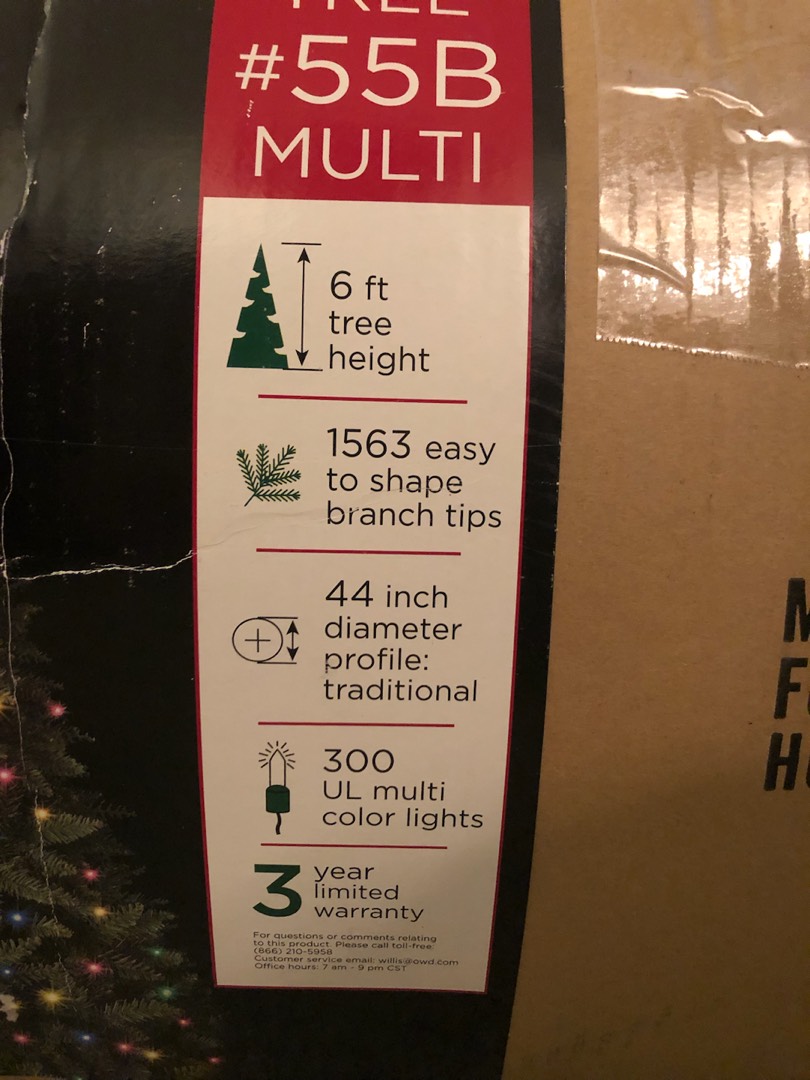 TREE
#55B
MULTI
6 ft
tree
height
1563 easy
to shape
branch tips
44 inch
diameter
profile:
traditional
300
UL multi
color lights
3 year
limited
warranty
For questions or comments relating
to this product. Please call toll-free:
(866) 210-5958
Customer service email: willis@owd.com
Office hours: 7 am - 9 pm CST